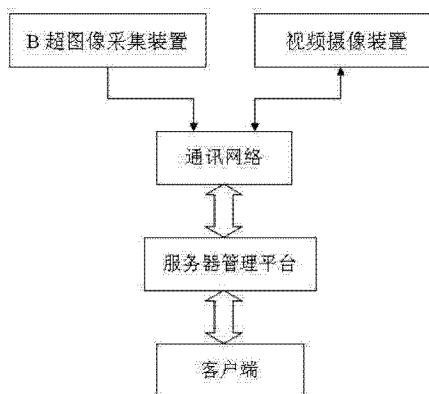 B 超图像采集装置
视频摄像装置
通讯网络
服务器管理平台
客户端